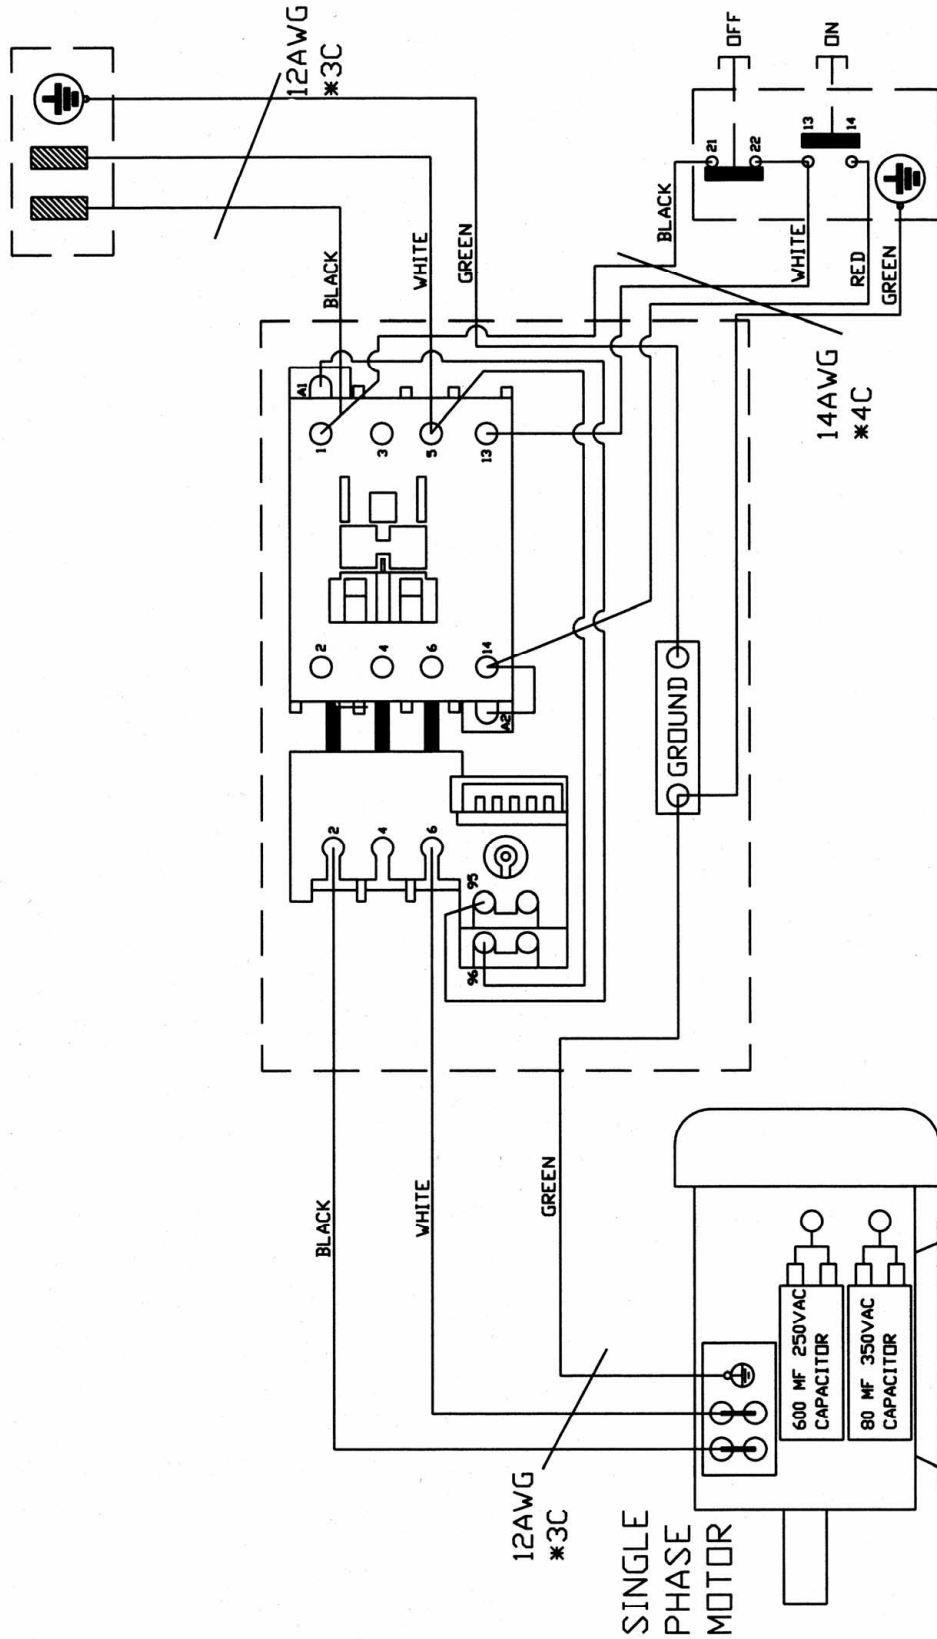 12AWG
*3C
BLACK
WHITE
GREEN
OFF
ON
21
22
13
14
BLACK
WHITE
RED
GREEN
14AWG
*4C
A1
1
3
5
13
2
4
6
14
A2
2
4
6
95
96
GROUND
BLACK
WHITE
GREEN
12AWG
*3C
SINGLE
PHASE
MOTOR
600 MF 250VAC
CAPACITOR
80 MF 350VAC
CAPACITOR